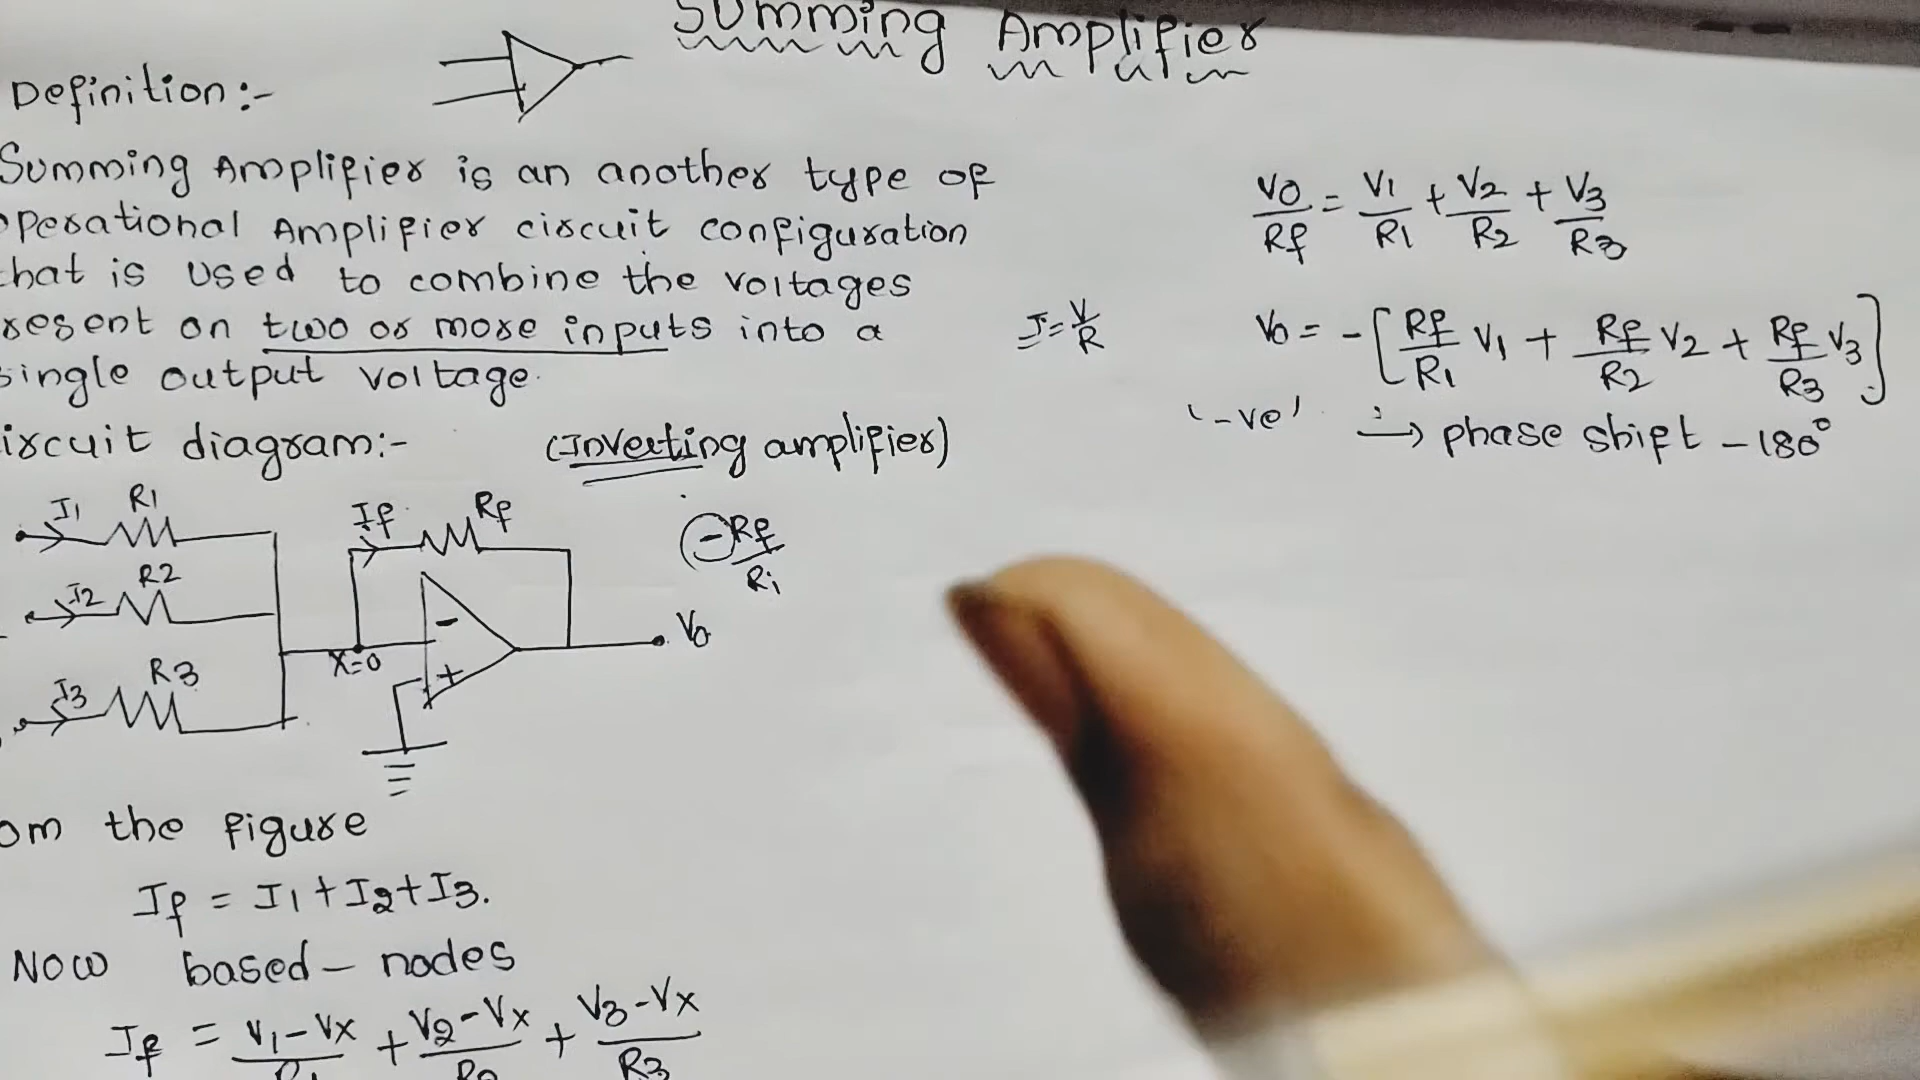 Summing Amplifier
Definition:-
Summing Amplifier is an another type of
operational Amplifier circuit configuration
that is used to combine the voltages
resent on two or more inputs into a
single output voltage.
ircuit diagram:- (Inverting amplifier)
I1 R1
I2 R2
I3 R3
If Rf
X=0
-
+
Vo
-Rf/Ri
om the figure
If = I1+I2+I3.
Now based- nodes
If = V1-Vx/R1 + V2-Vx/R2 + V3-Vx/R3
I=V/R
Vo/Rf = V1/R1 + V2/R2 + V3/R3
Vo = -[Rf/R1 V1 + Rf/R2 V2 + Rf/R3 V3]
'-ve' → phase shift - 180°